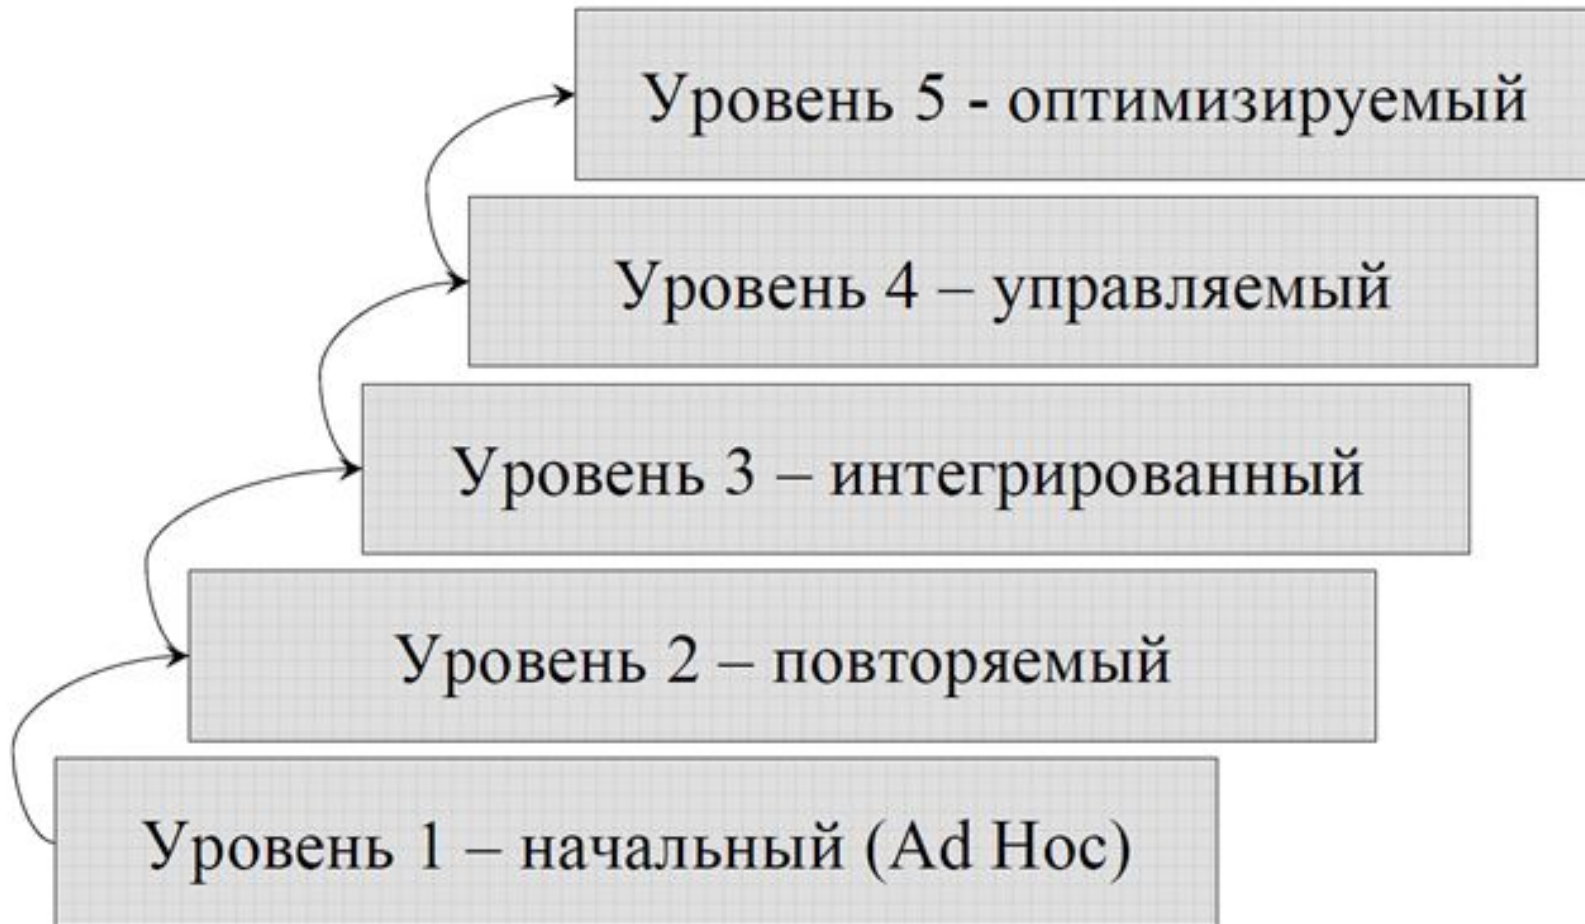 Уровень 5 - оптимизируемый
Уровень 4 – управляемый
Уровень 3 – интегрированный
Уровень 2 – повторяемый
Уровень 1 – начальный (Ad Hoc)